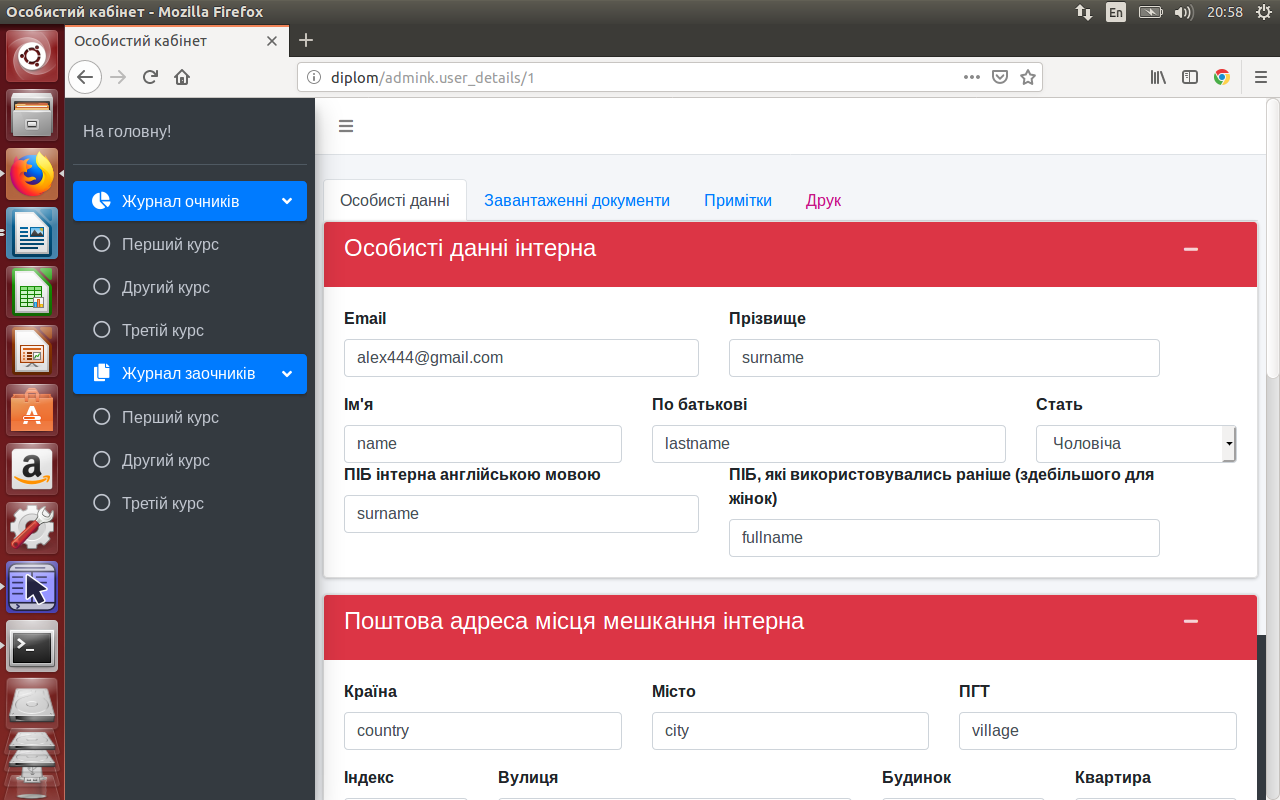 Особистий кабінет - Mozilla Firefox
En
20:58
Особистий кабінет
diplom/admink.user_details/1
На головну!
Журнал очників
Перший курс
Другий курс
Третій курс
Журнал заочників
Перший курс
Другий курс
Третій курс
Особисті данні
Завантаженні документи
Примітки
Друк
Особисті данні інтерна
Email
Прізвище
alex444@gmail.com
surname
Ім'я
По батькові
Стать
name
lastname
Чоловіча
ПІБ інтерна англійською мовою
ПІБ, які використовувались раніше (здебільшого для
жінок)
surname
fullname
Поштова адреса місця мешкання інтерна
Країна
Місто
ПГТ
country
city
village
Індекс
Вулиця
Будинок
Квартира